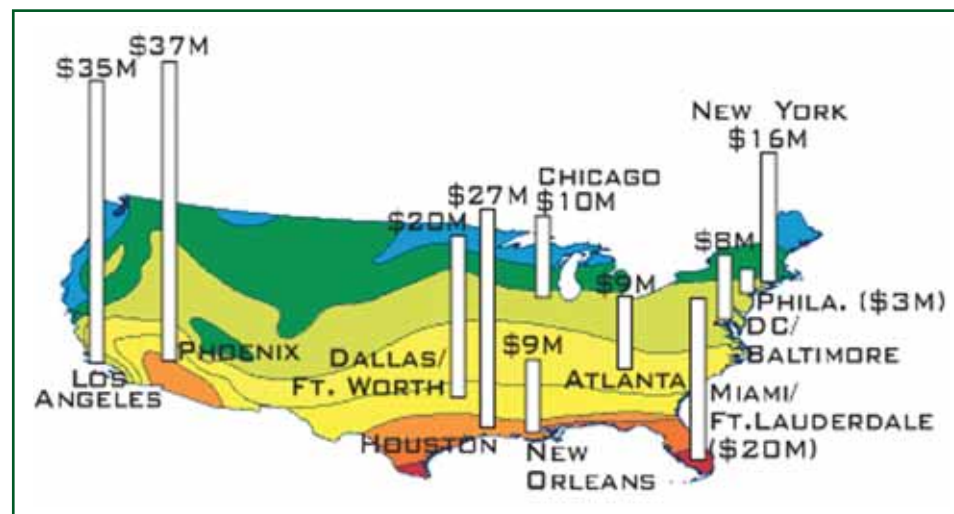 $37M
$35M
NEW YORK
$16M
CHICAGO
$10M
$27M
$20M
$8M
$9M
PHILA. ($3M)
DC/
BALTIMORE
PHOENIX
LOS
ANGELES
DALLAS/
FT. WORTH
$9M
ATLANTA
MIAMI/
FT.LAUDERDALE
($20M)
HOUSTON
NEW
ORLEANS